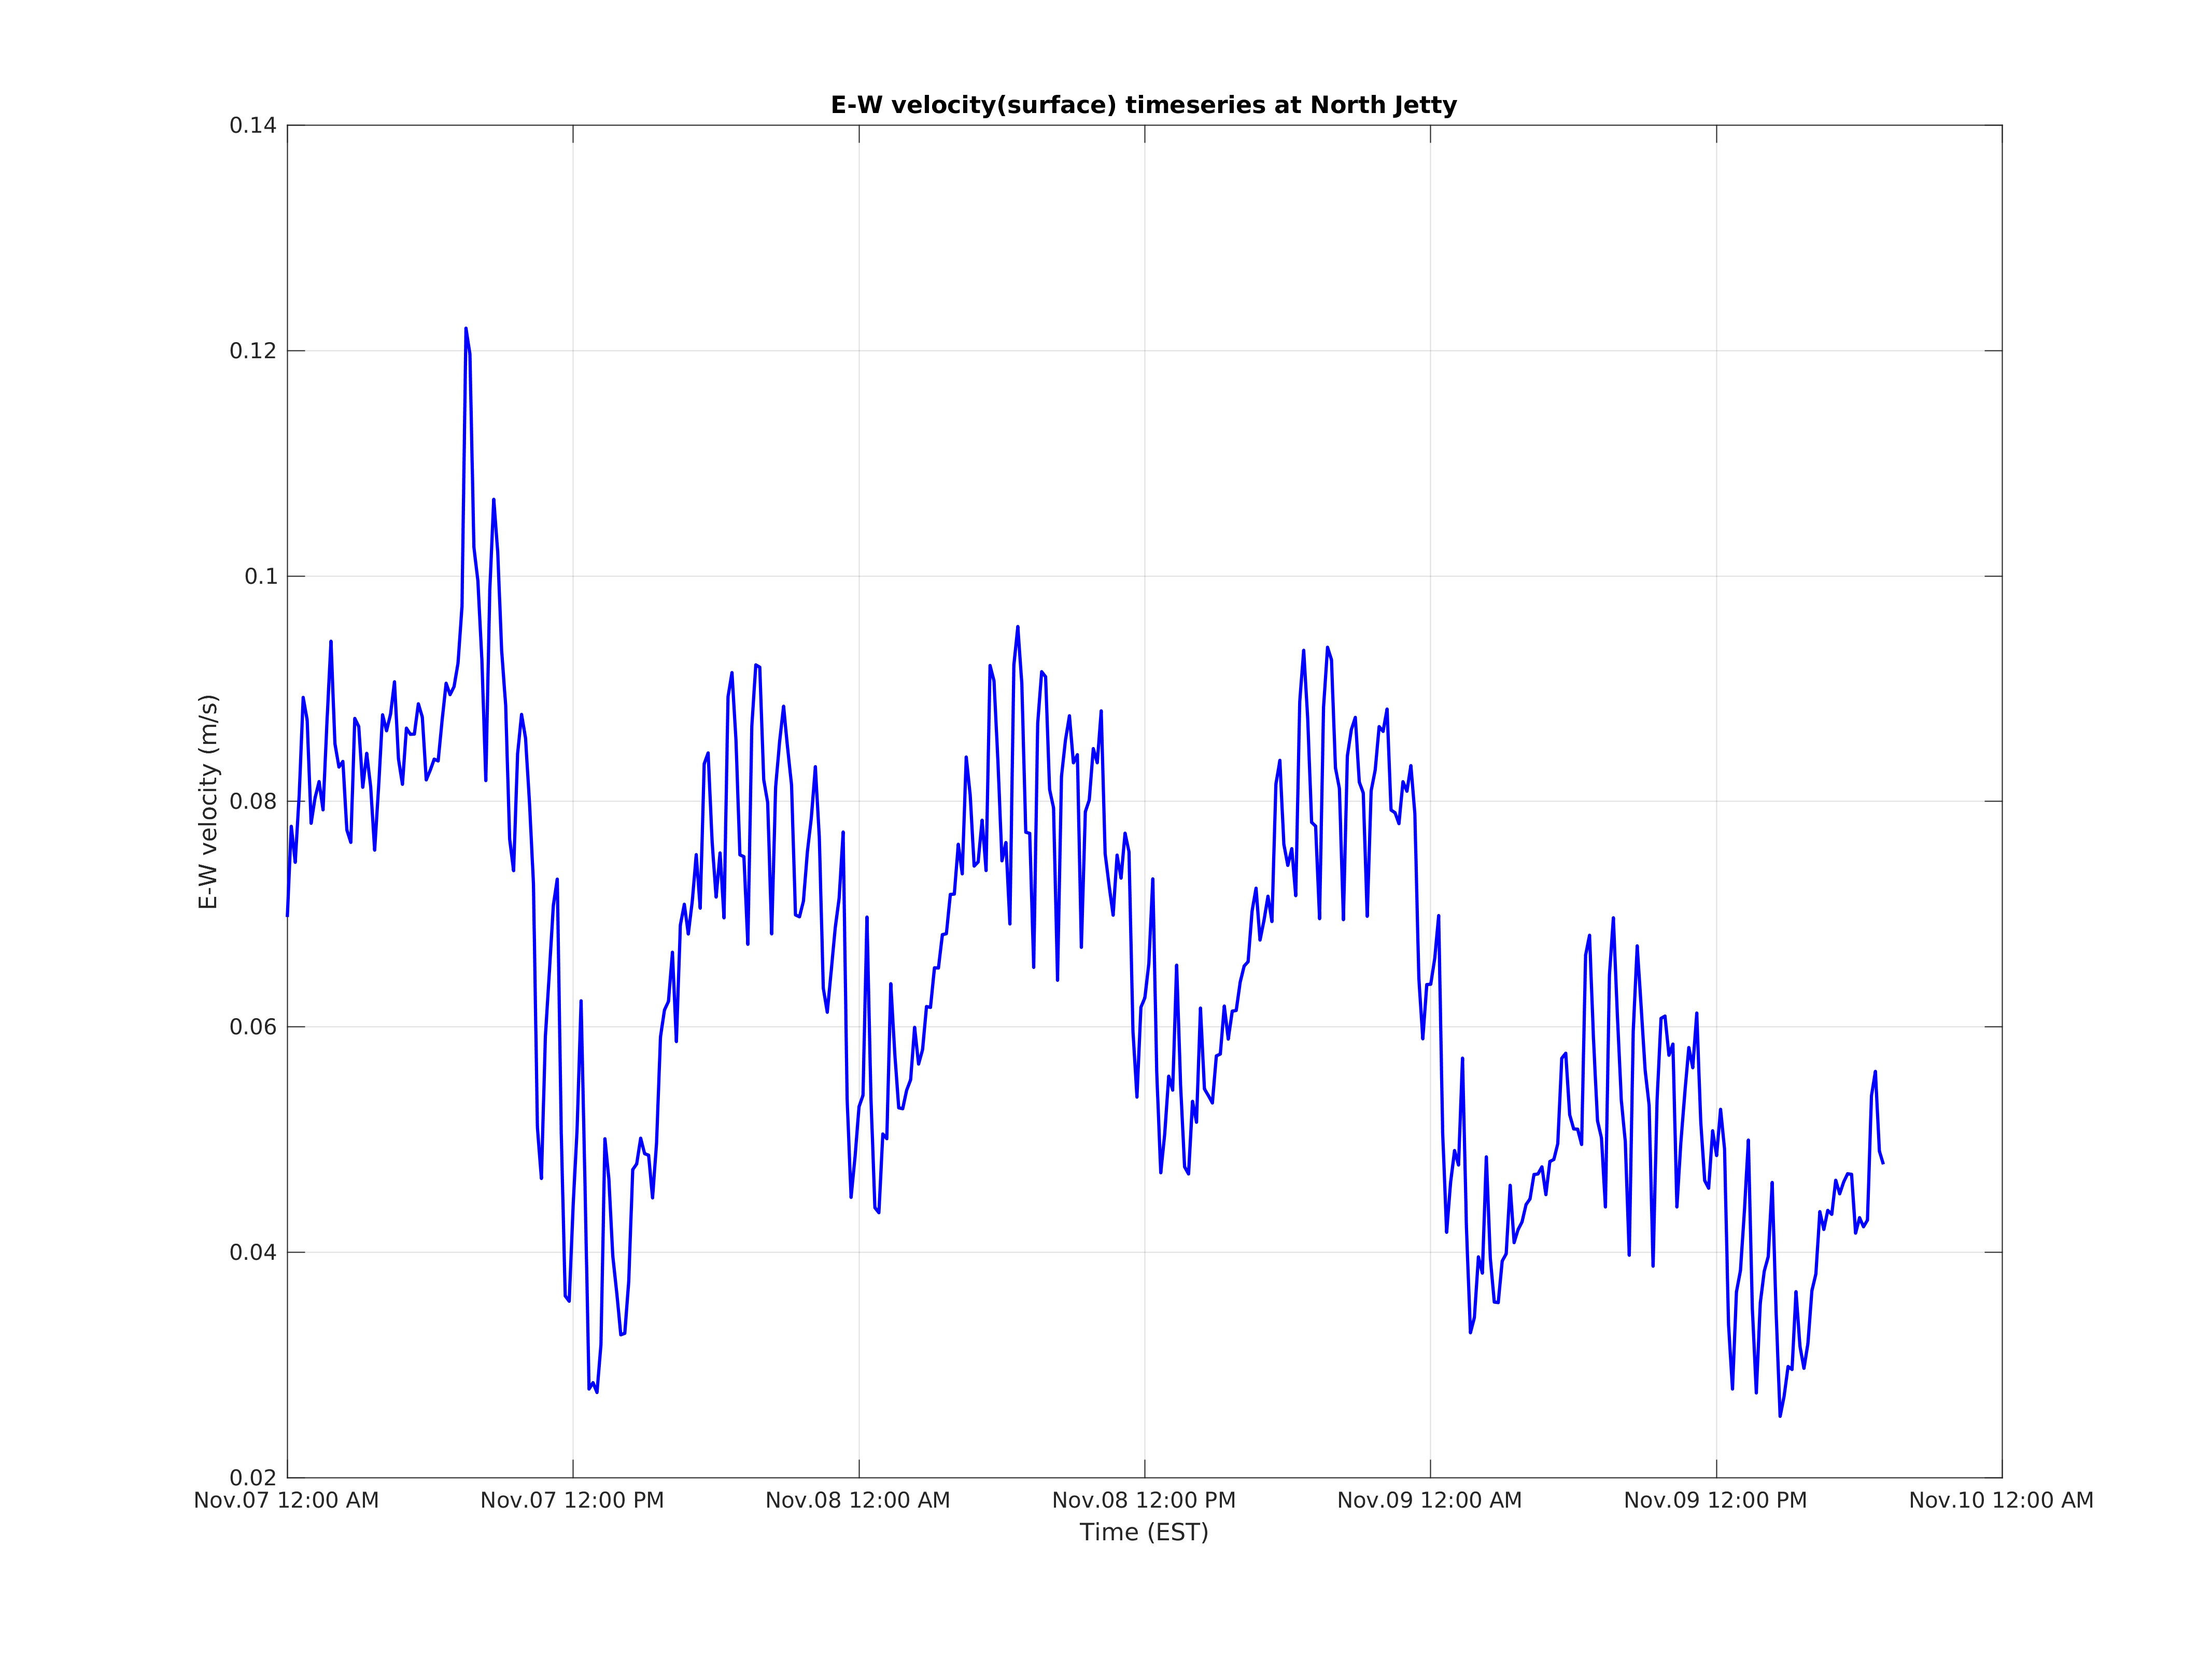 E-W velocity(surface) timeseries at North Jetty
0.14
0.12
0.1
0.08
0.06
0.04
0.02
E-W velocity (m/s)
Nov.07 12:00 AM Nov.07 12:00 PM Nov.08 12:00 AM Nov.08 12:00 PM Nov.09 12:00 AM Nov.09 12:00 PM Nov.10 12:00 AM
Time (EST)